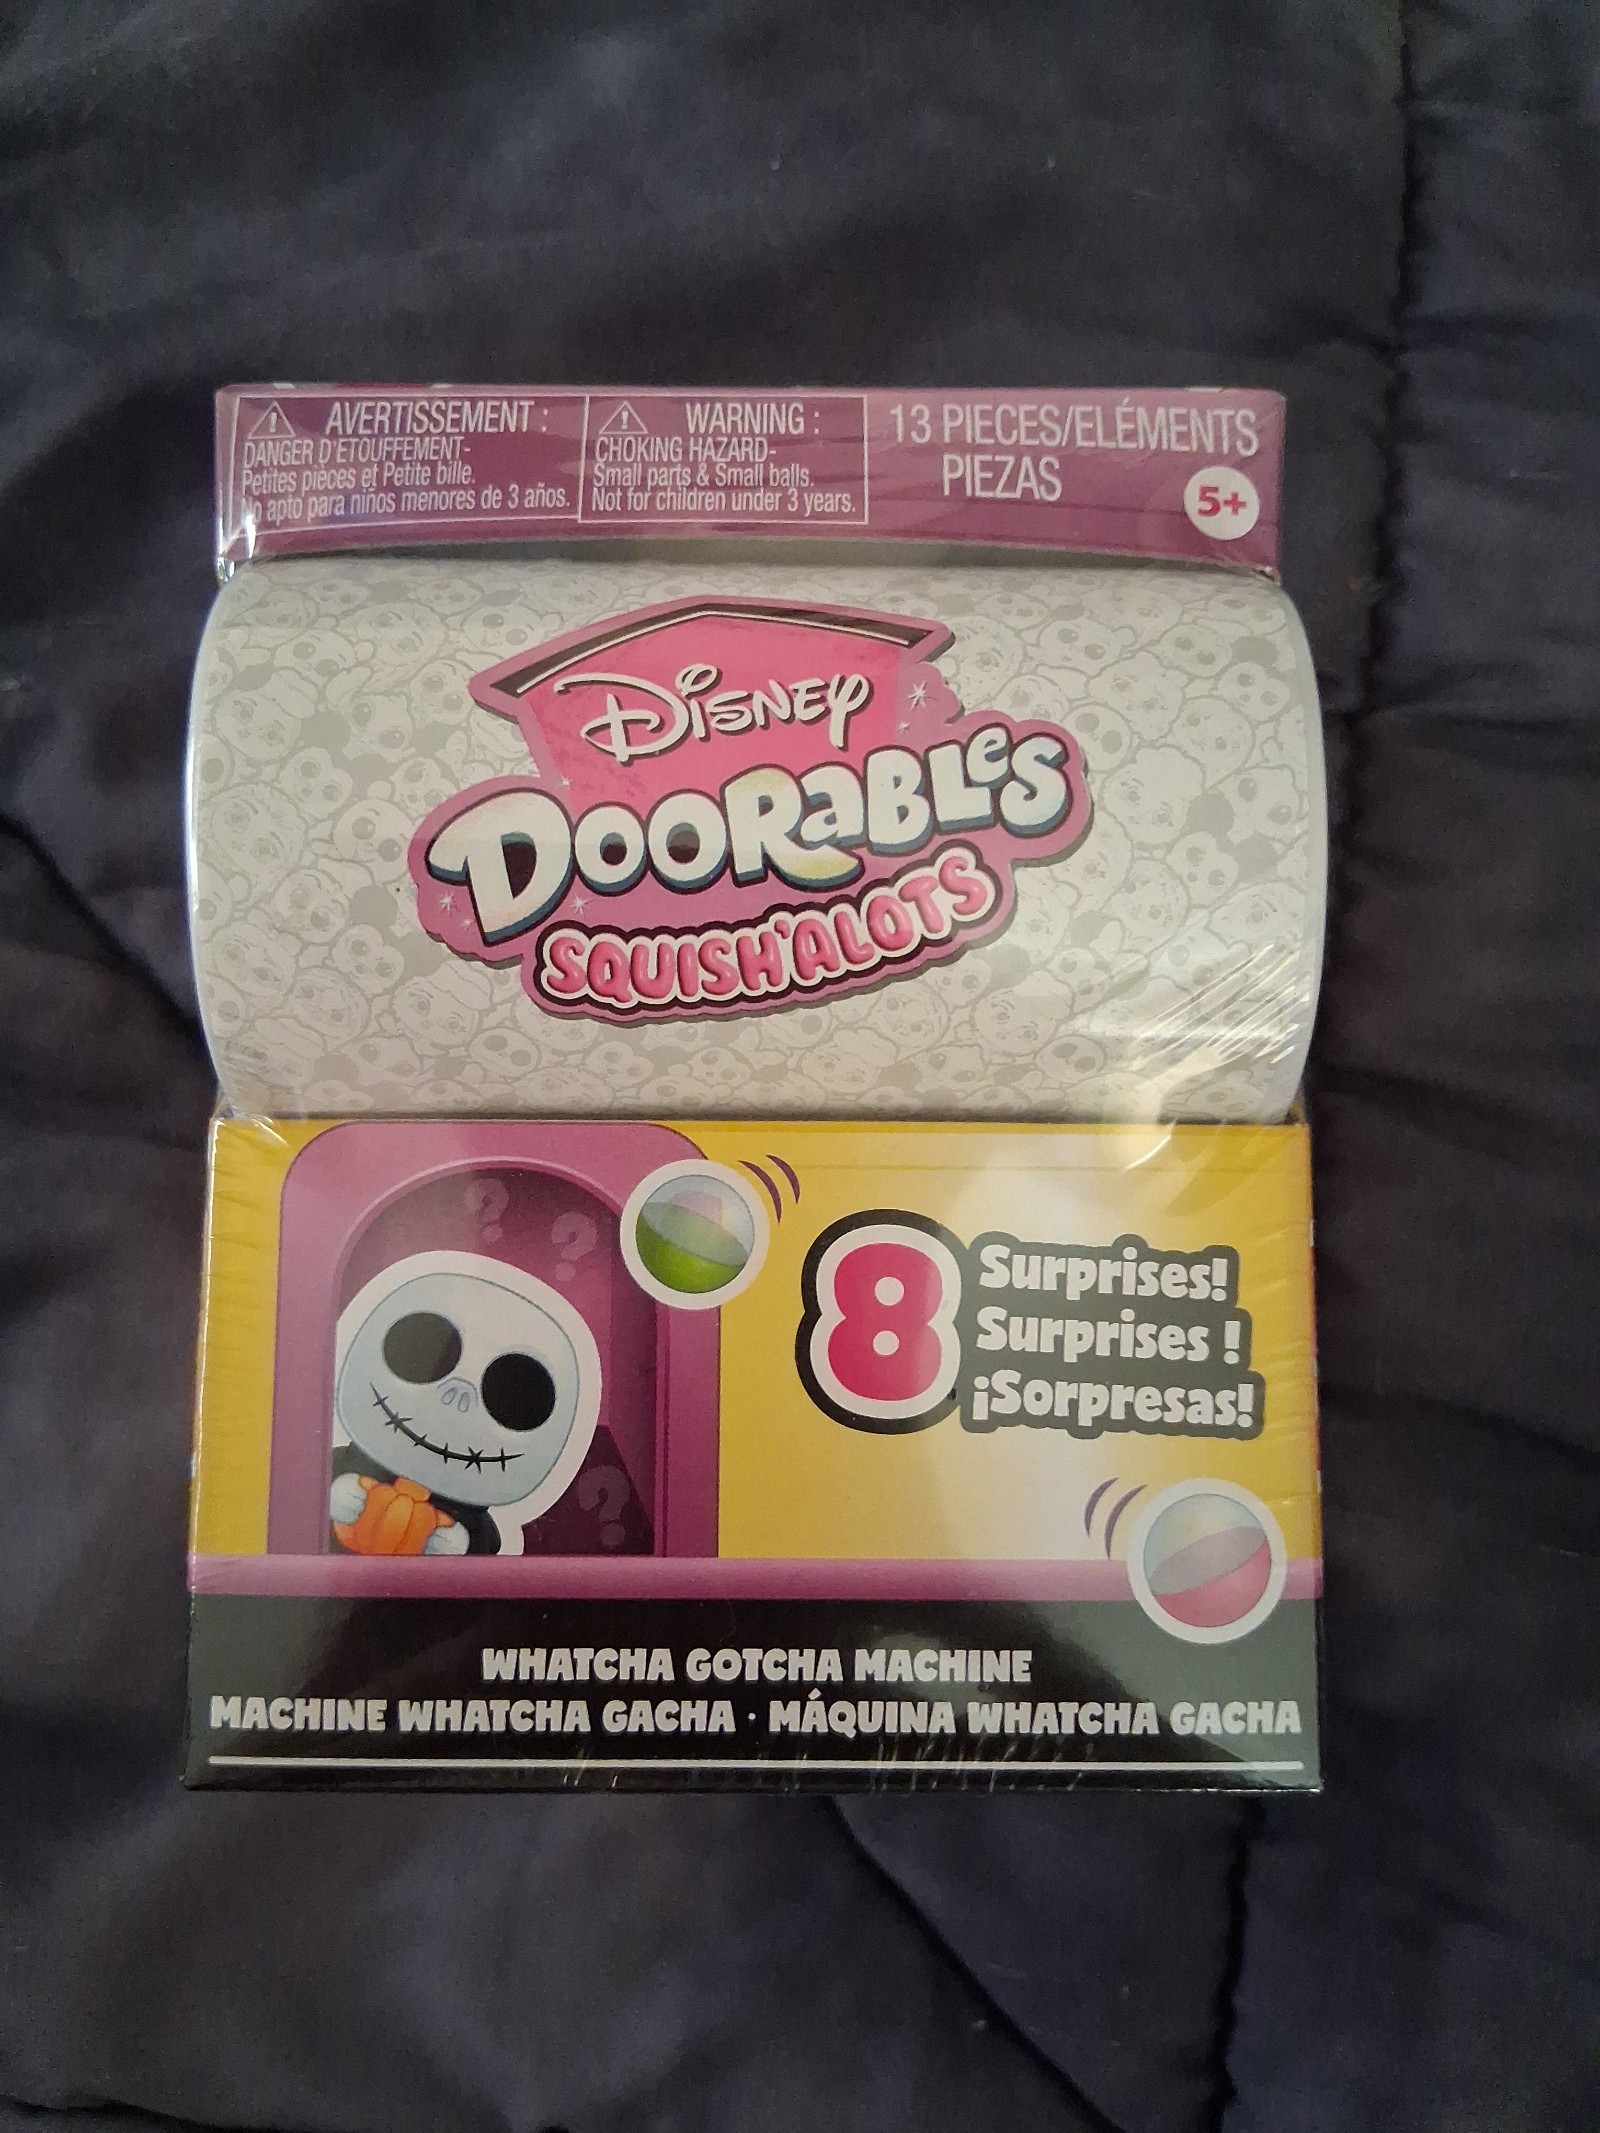 AVERTISSEMENT :
DANGER D'ETOUFFEMENT-
Petites pièces et Petite bille.
No apto para niños menores de 3 años.
WARNING :
CHOKING HAZARD-
Small parts & Small balls.
Not for children under 3 years.
13 PIECES/ELÉMENTS
PIEZAS
5+
Disney
DOORABLES
SQUISH'ALOTS
8
Surprises!
Surprises !
¡Sorpresas!
? ? ?
WHATCHA GOTCHA MACHINE
MACHINE WHATCHA GACHA · MÁQUINA WHATCHA GACHA